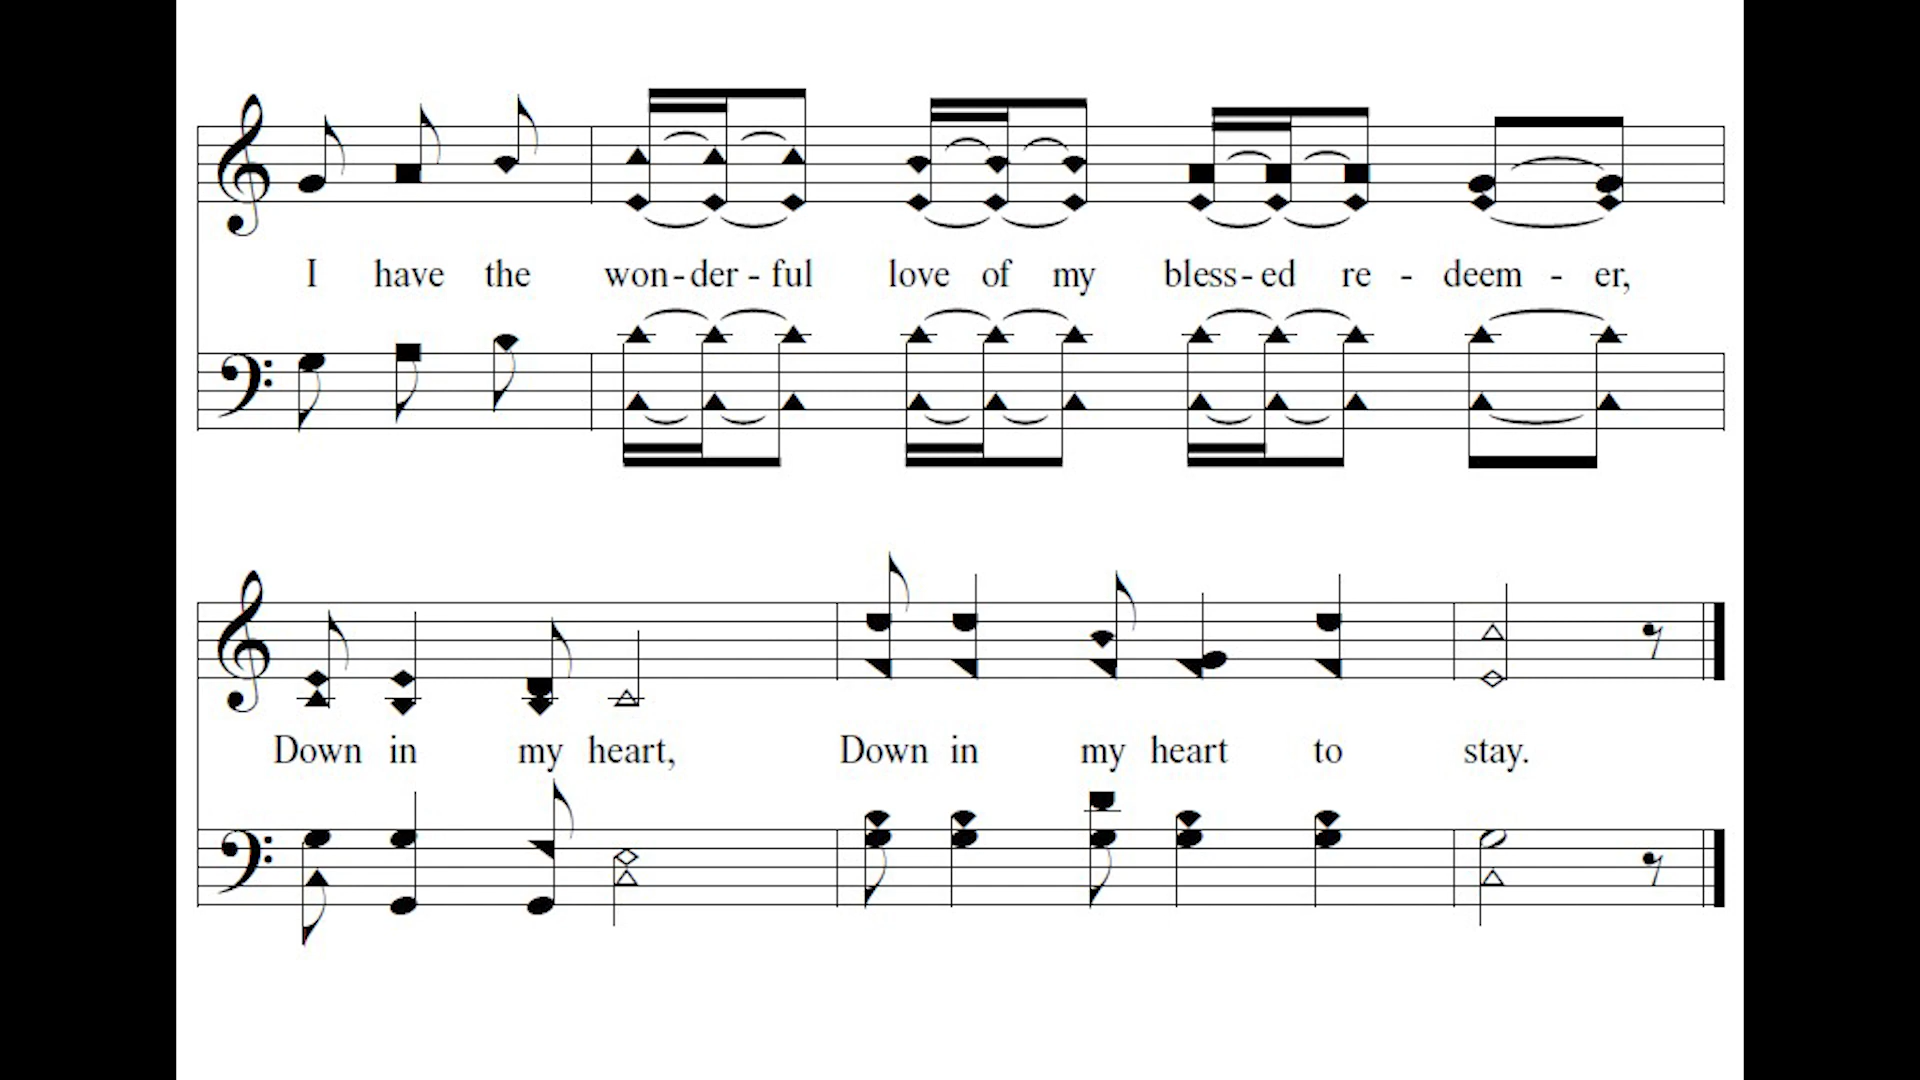 I have the won - der - ful love of my bless - ed re - deem - er,
Down in my heart, Down in my heart to stay.